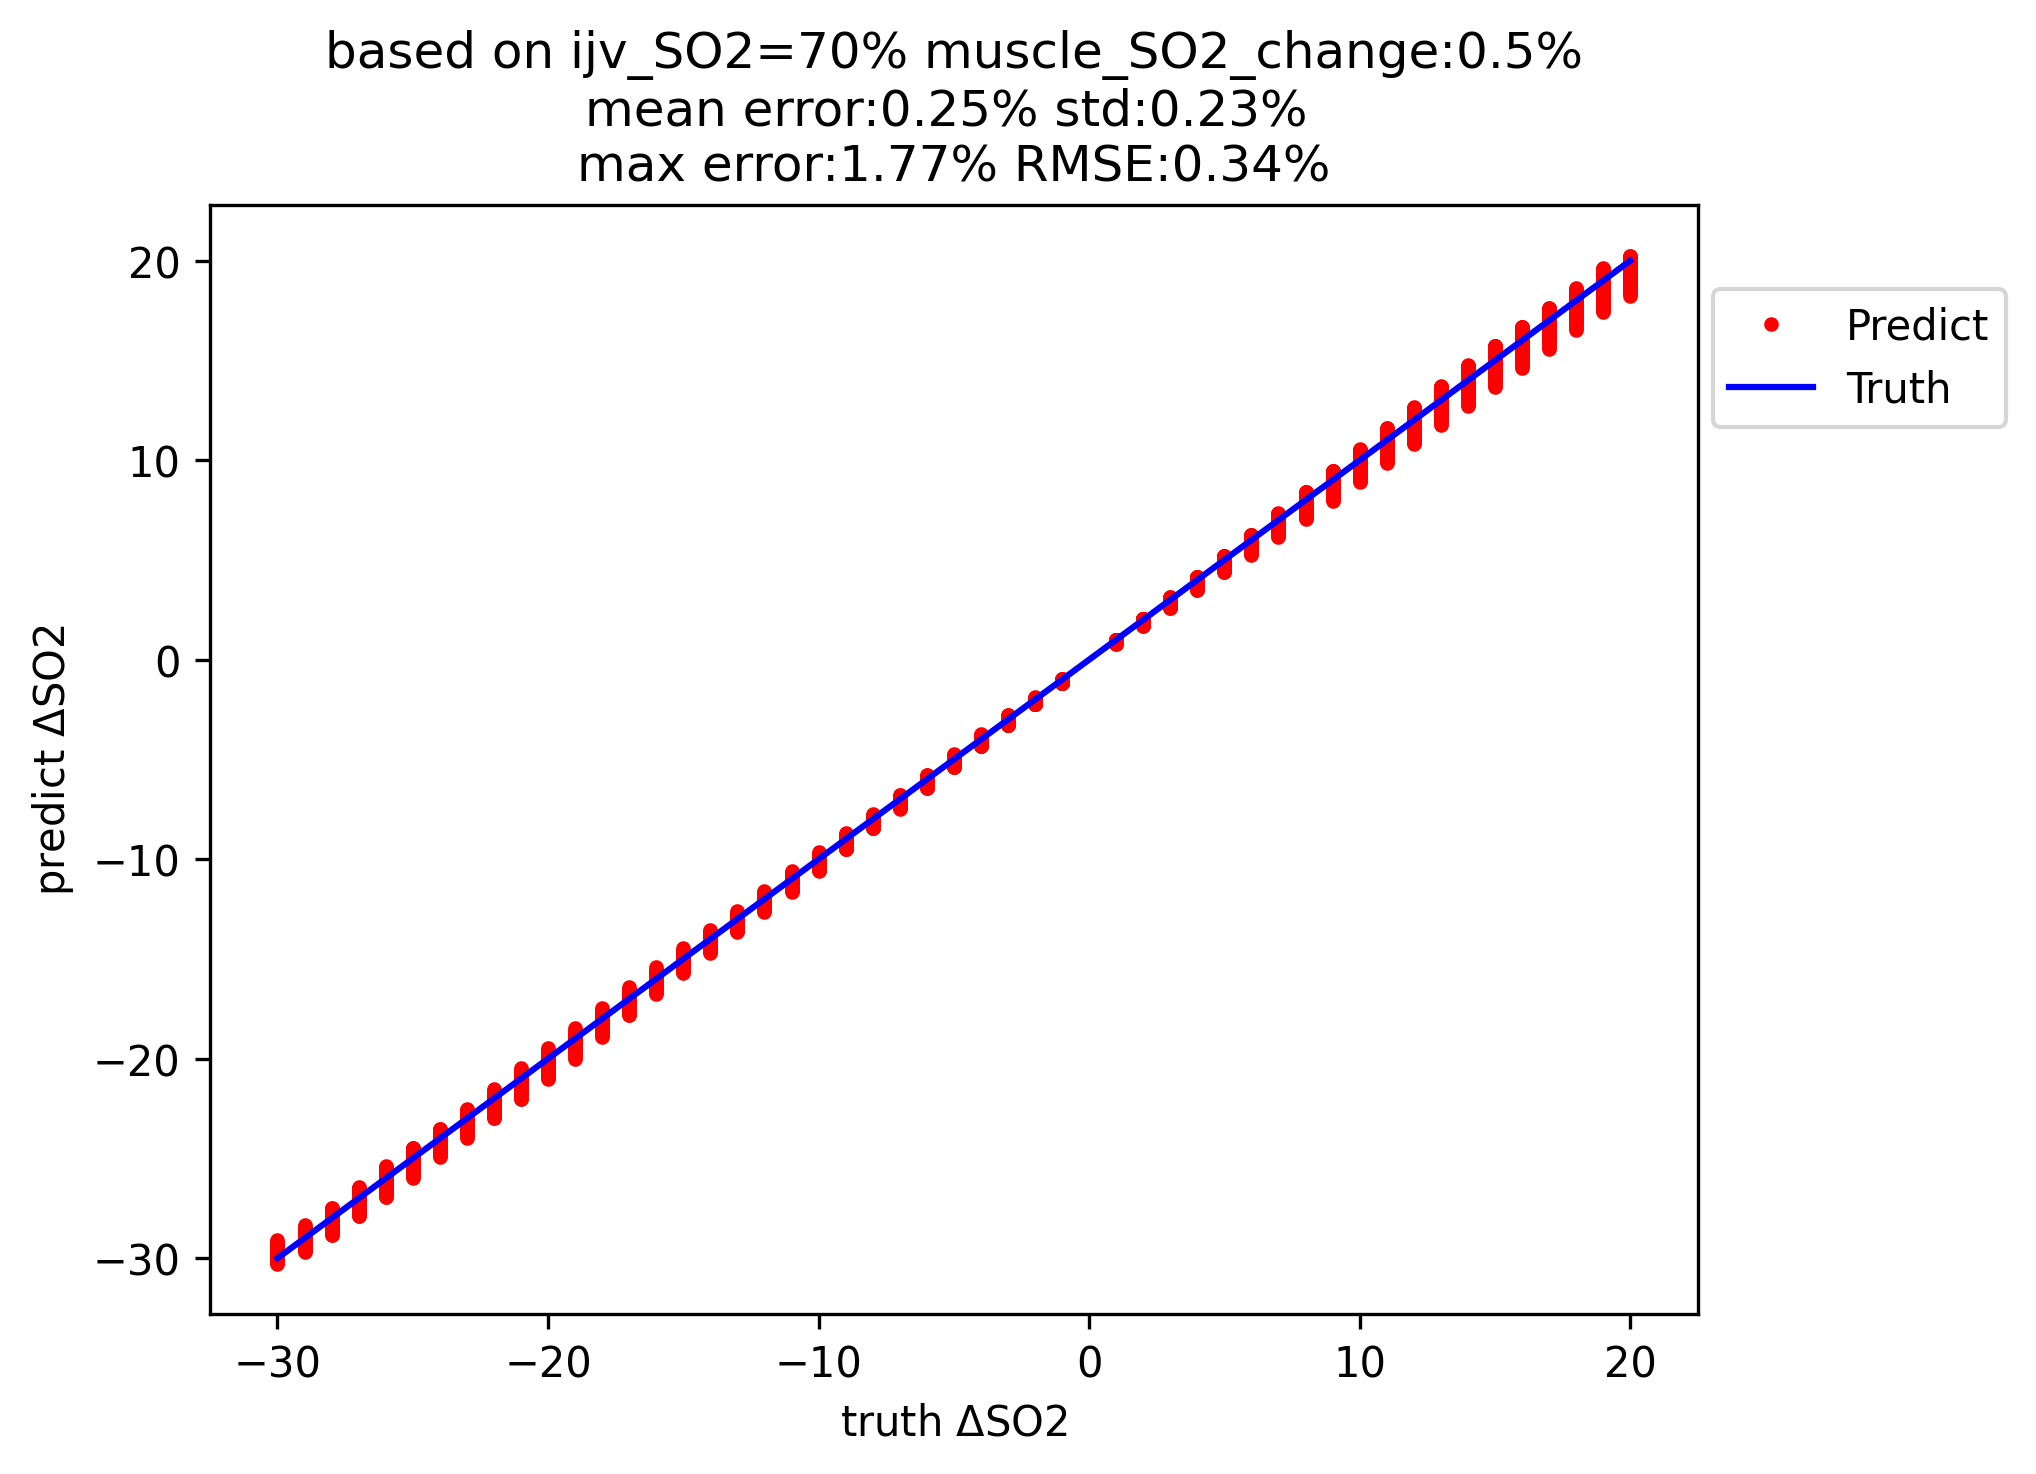 based on ijv_SO2=70% muscle_SO2_change:0.5%
mean error:0.25% std:0.23%
max error:1.77% RMSE:0.34%
20
10
0
−10
−20
−30
predict ΔSO2
−30 −20 −10 0 10 20
truth ΔSO2
Predict
Truth